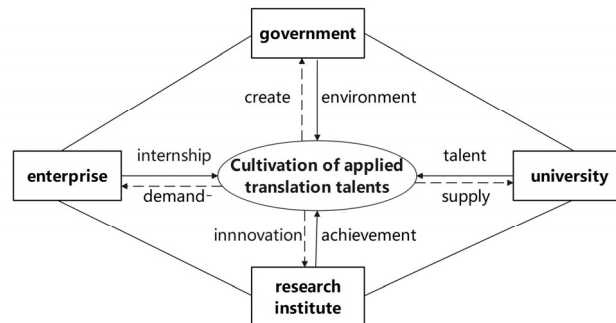 government
create
environment
internship
talent
enterprise
Cultivation of applied
translation talents
university
demand-
supply
innnovation
achievement
research
institute